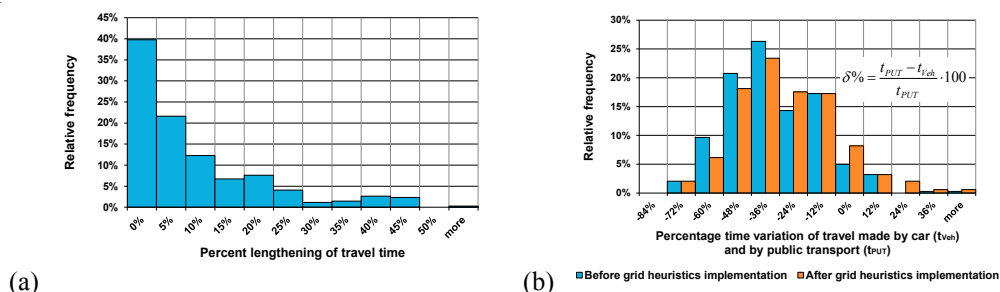 45%
40%
35%
30%
25%
20%
15%
10%
5%
0%
Relative frequency
0% 5% 10% 15% 20% 25% 30% 35% 40% 45% 50% more
Percent lengthening of travel time
(a)
30%
25%
20%
15%
10%
5%
0%
Relative frequency
δ% = (t_PUT − t_Veh) / t_PUT · 100
-84% -72% -60% -48% -36% -24% -12% 0% 12% 24% 36% more
Percentage time variation of travel made by car (tVeh)
and by public transport (tPUT)
(b)
Before grid heuristics implementation After grid heuristics implementation